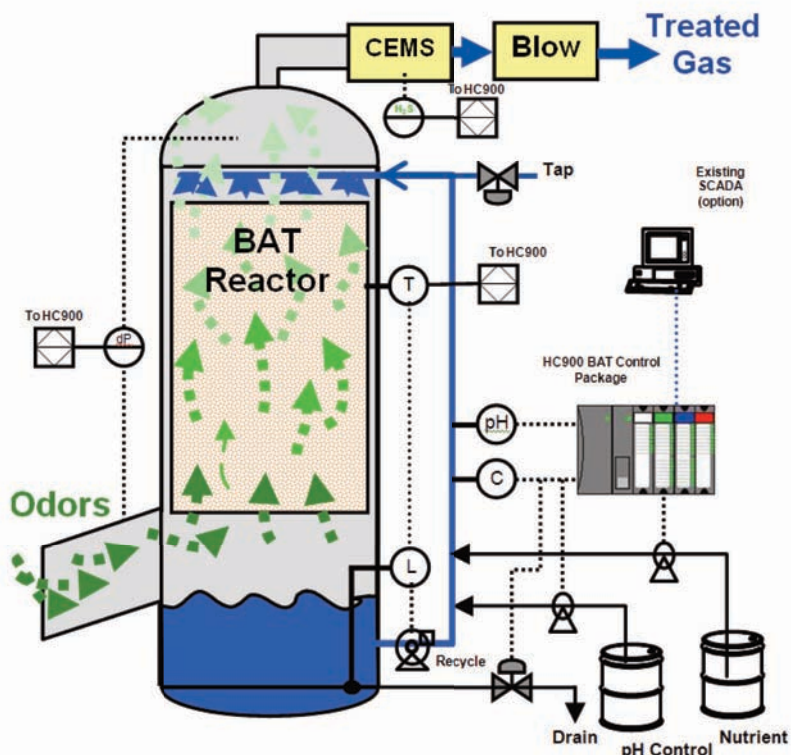 CEMS
Blow
Treated
Gas
H2S
To HC900
Tap
Existing
SCADA
(option)
BAT
Reactor
To HC900
T
To HC900
dP
HC900 BAT Control
Package
pH
C
Odors
L
Recycle
Drain
pH Control
Nutrient